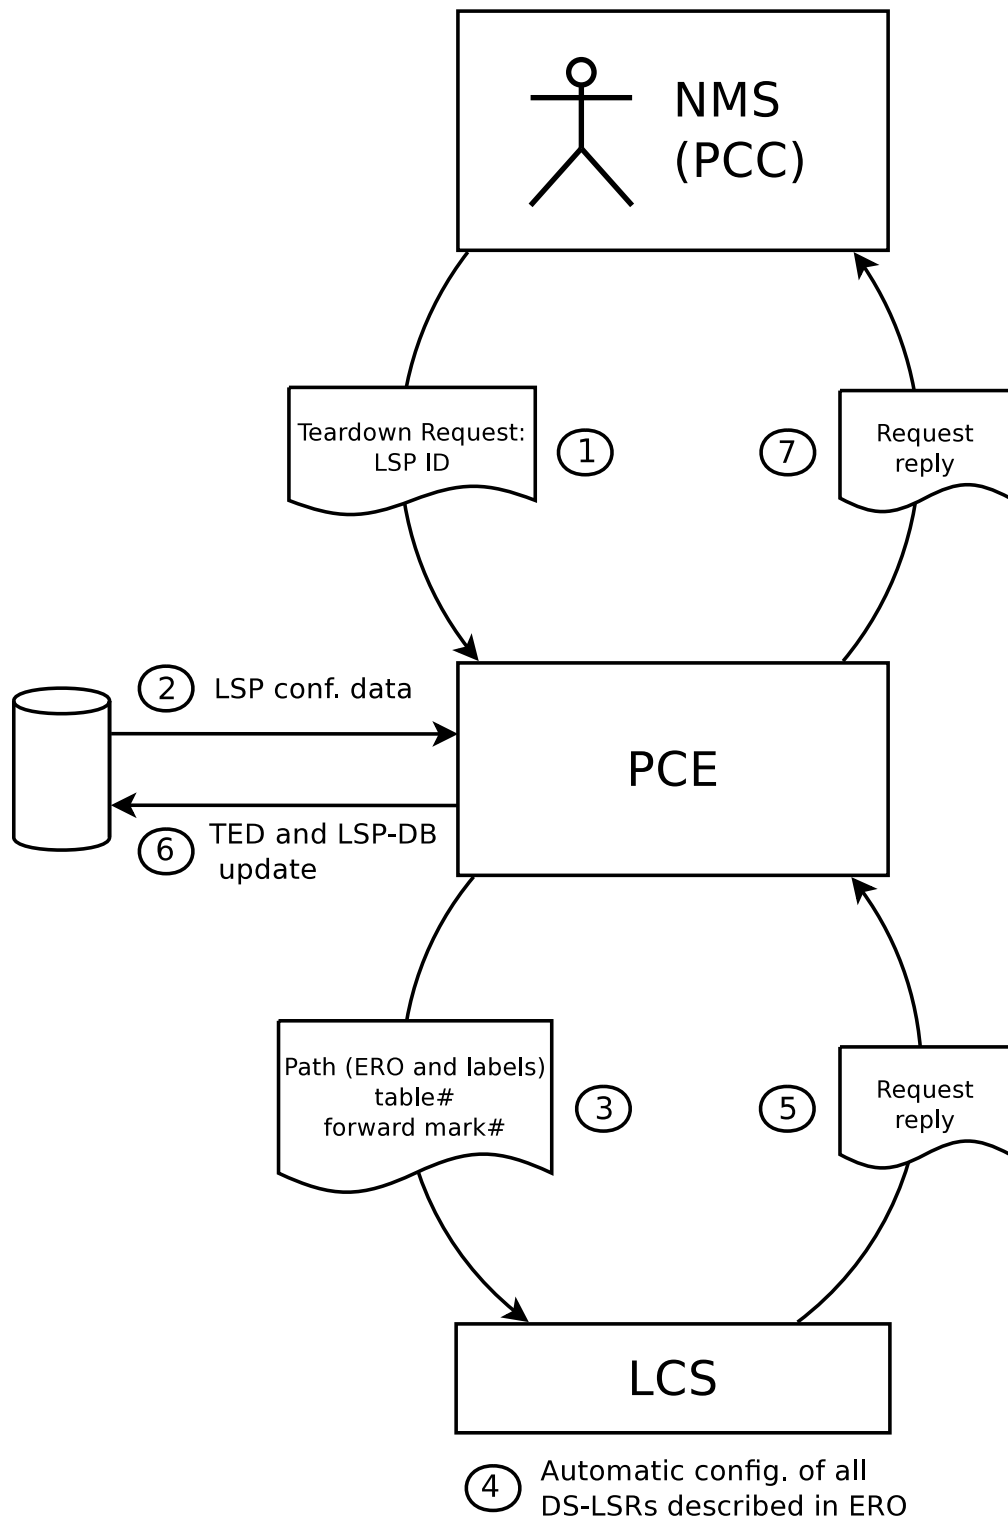 NMS
(PCC)
Teardown Request:
LSP ID
1
7
Request
reply
2
LSP conf. data
PCE
6
TED and LSP-DB
update
Path (ERO and labels)
table#
forward mark#
3
5
Request
reply
LCS
4
Automatic config. of all
DS-LSRs described in ERO